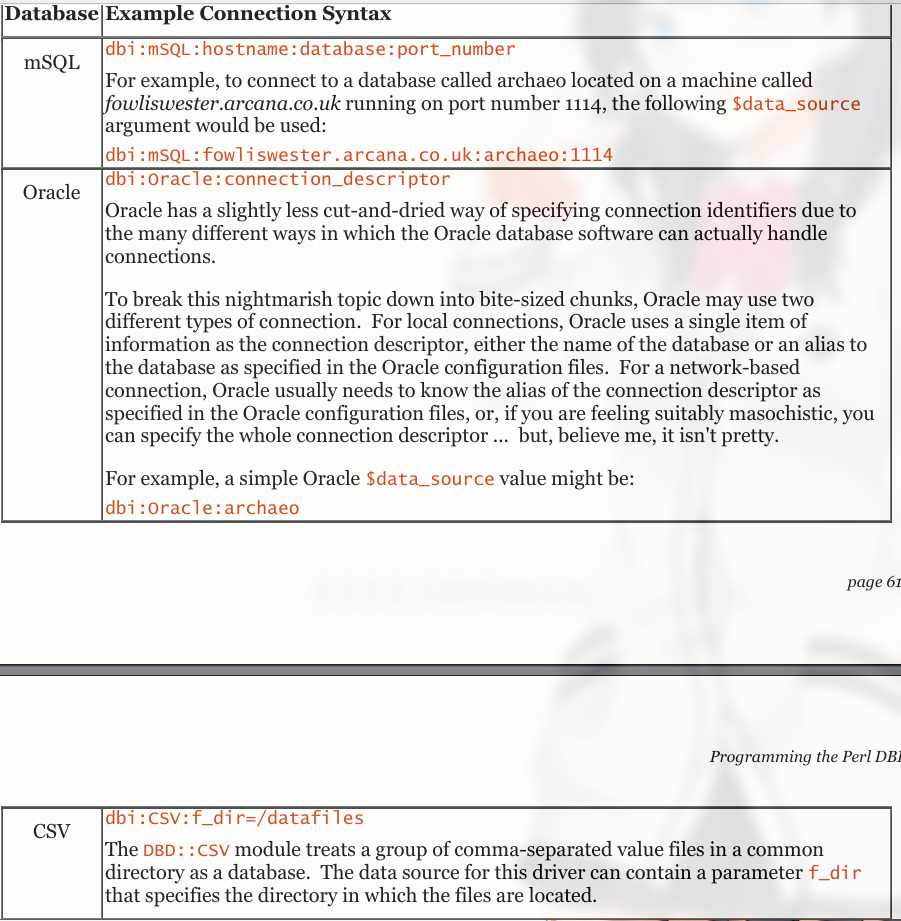 Database Example Connection Syntax
mSQL
dbi:mSQL:hostname:database:port_number
For example, to connect to a database called archaeo located on a machine called
fowliswester.arcana.co.uk running on port number 1114, the following $data_source
argument would be used:
dbi:mSQL:fowliswester.arcana.co.uk:archaeo:1114
Oracle
dbi:Oracle:connection_descriptor
Oracle has a slightly less cut-and-dried way of specifying connection identifiers due to
the many different ways in which the Oracle database software can actually handle
connections.
To break this nightmarish topic down into bite-sized chunks, Oracle may use two
different types of connection.  For local connections, Oracle uses a single item of
information as the connection descriptor, either the name of the database or an alias to
the database as specified in the Oracle configuration files.  For a network-based
connection, Oracle usually needs to know the alias of the connection descriptor as
specified in the Oracle configuration files, or, if you are feeling suitably masochistic, you
can specify the whole connection descriptor ...  but, believe me, it isn't pretty.
For example, a simple Oracle $data_source value might be:
dbi:Oracle:archaeo
page 61
Programming the Perl DBI
CSV
dbi:CSV:f_dir=/datafiles
The DBD::CSV module treats a group of comma-separated value files in a common
directory as a database.  The data source for this driver can contain a parameter f_dir
that specifies the directory in which the files are located.